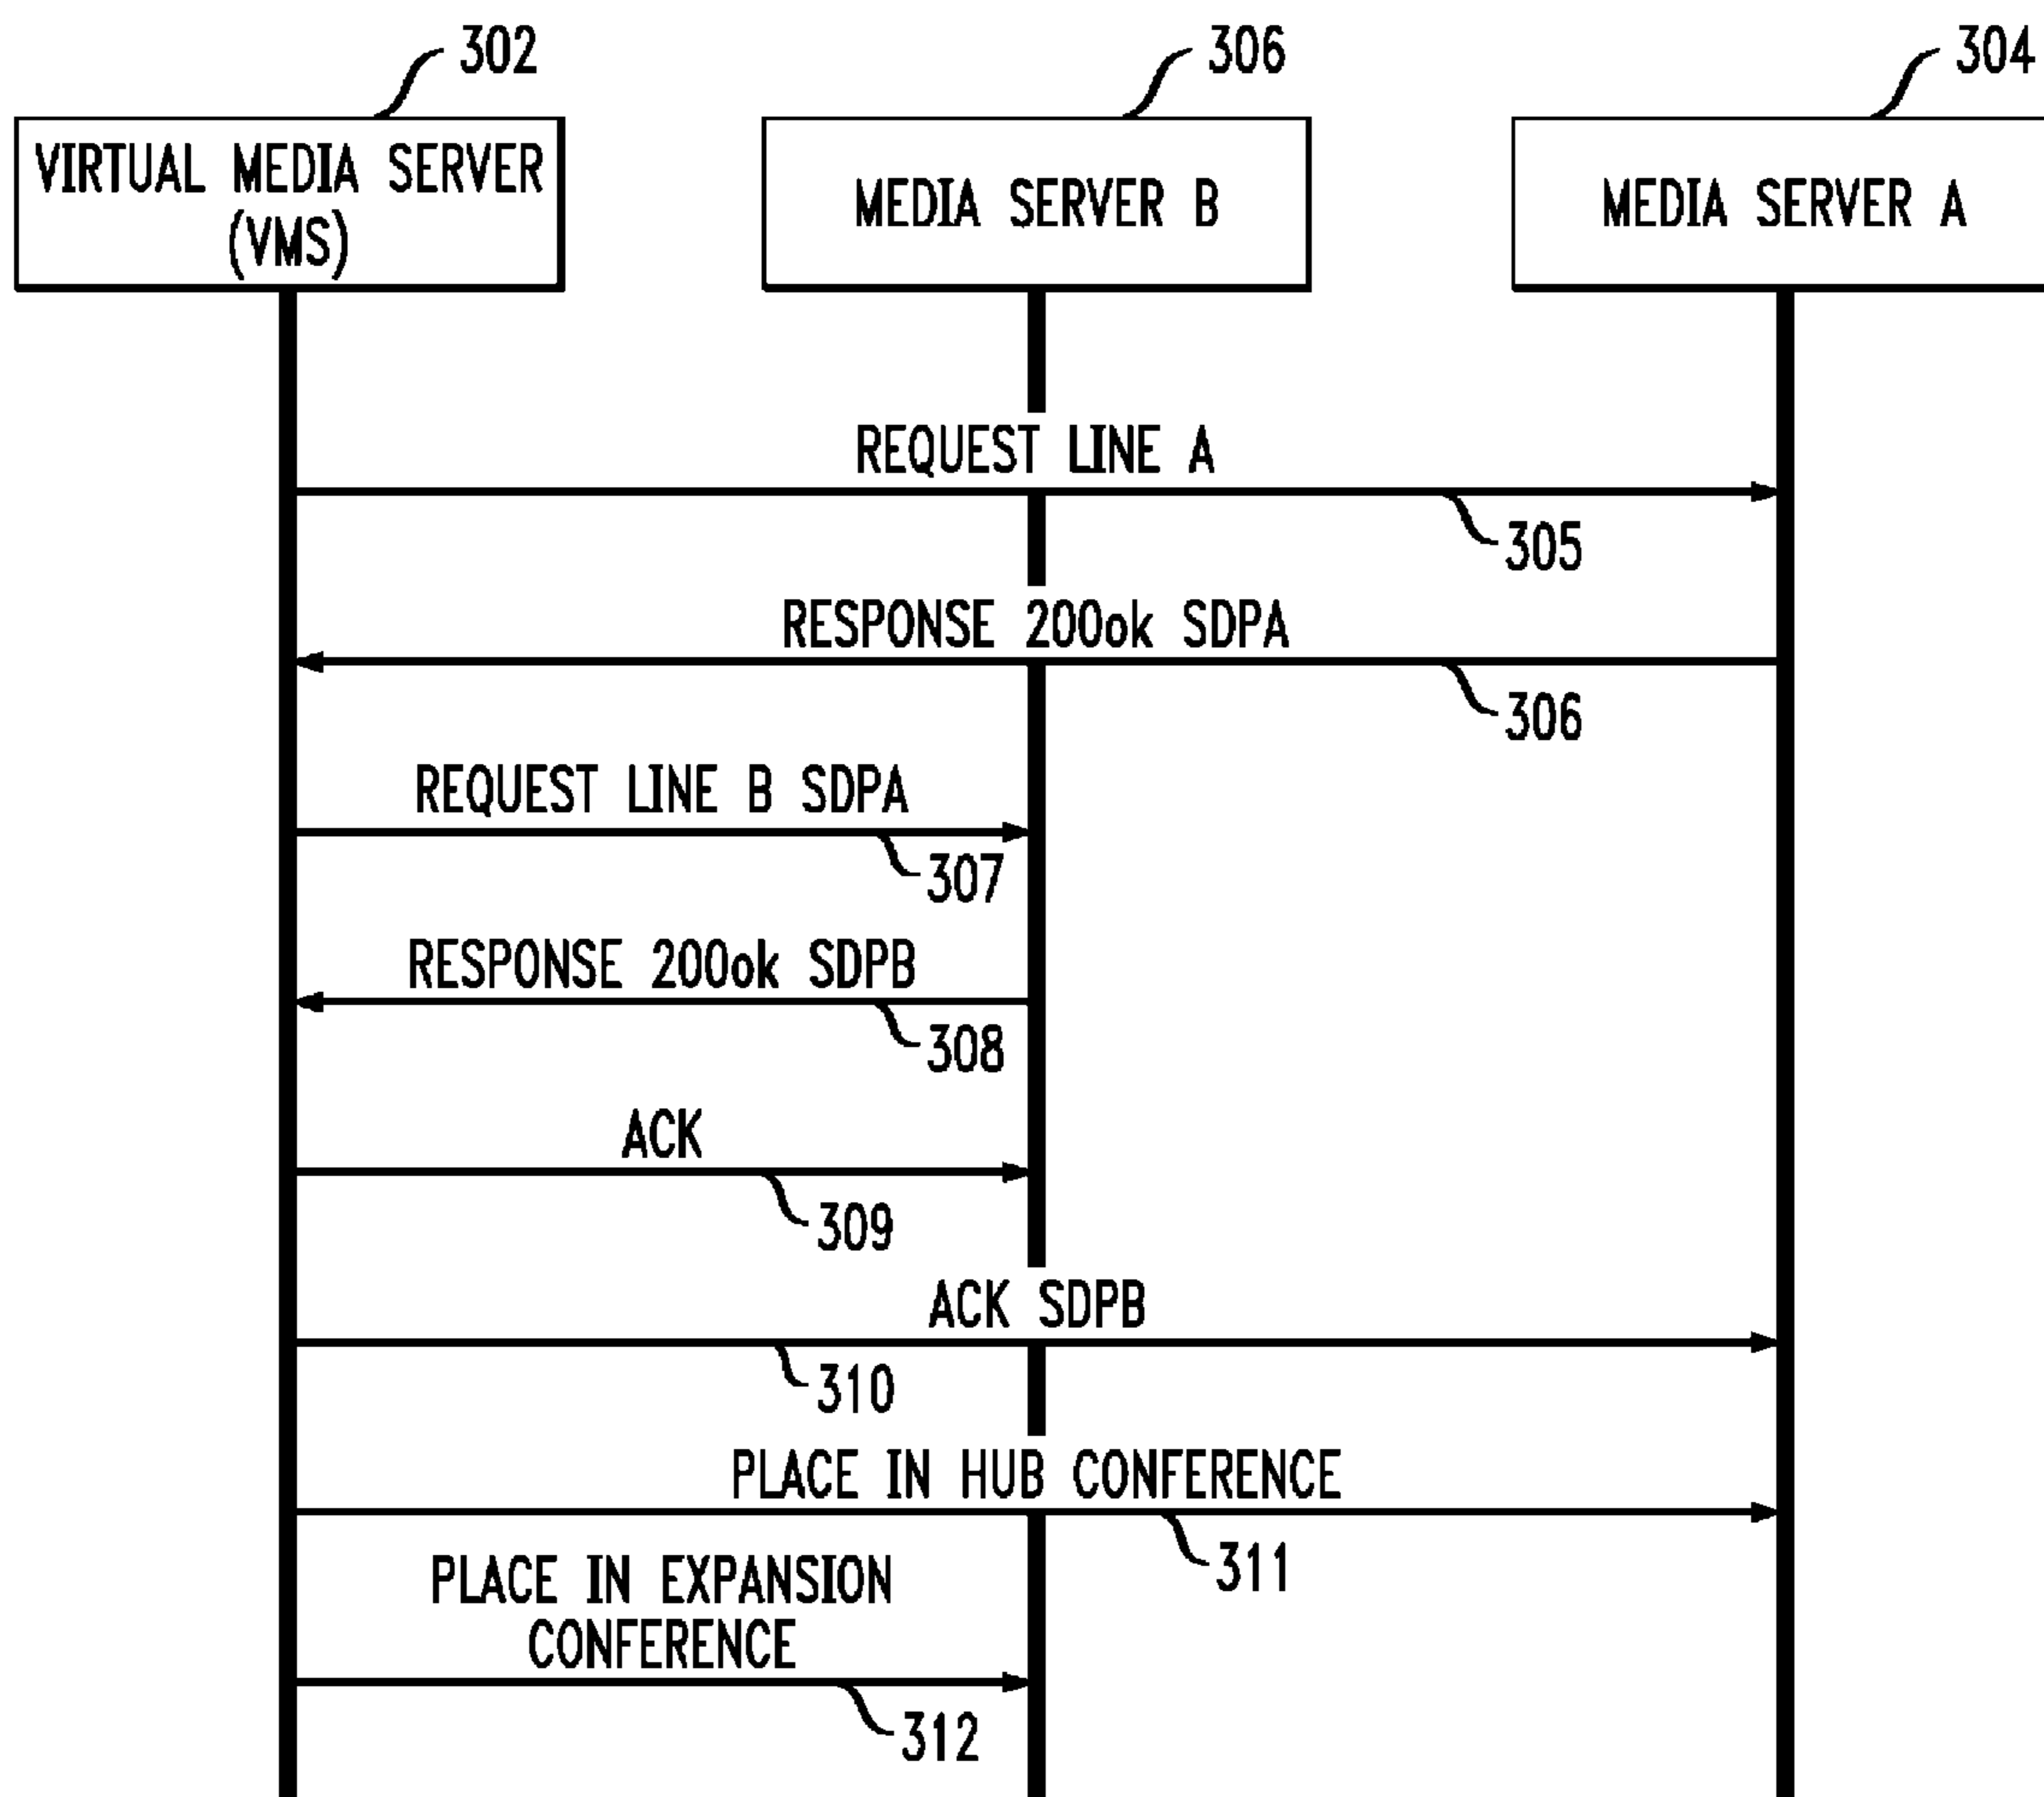 302
306
304
VIRTUAL MEDIA SERVER
(VMS)
MEDIA SERVER B
MEDIA SERVER A
REQUEST LINE A
305
RESPONSE 200ok SDPA
306
REQUEST LINE B SDPA
307
RESPONSE 200ok SDPB
308
ACK
309
ACK SDPB
310
PLACE IN HUB CONFERENCE
311
PLACE IN EXPANSION
CONFERENCE
312